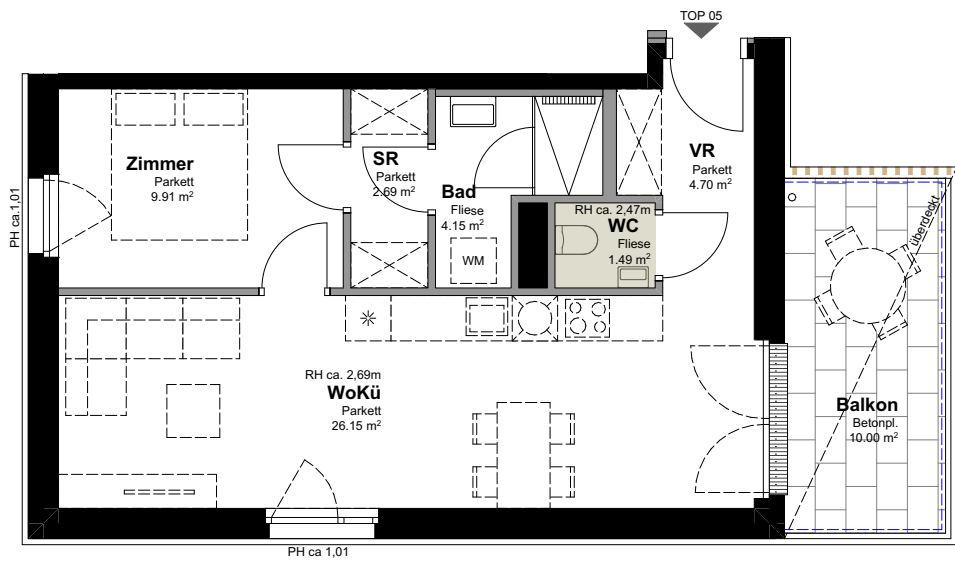 TOP 05
Zimmer
Parkett
9.91 m²
SR
Parkett
2.69 m²
Bad
Fliese
4.15 m²
WM
RH ca. 2,47m
WC
Fliese
1.49 m²
VR
Parkett
4.70 m²
überdeckt
PH ca.1,01
RH ca. 2,69m
WoKü
Parkett
26.15 m²
Balkon
Betonpl.
10.00 m²
PH ca 1,01